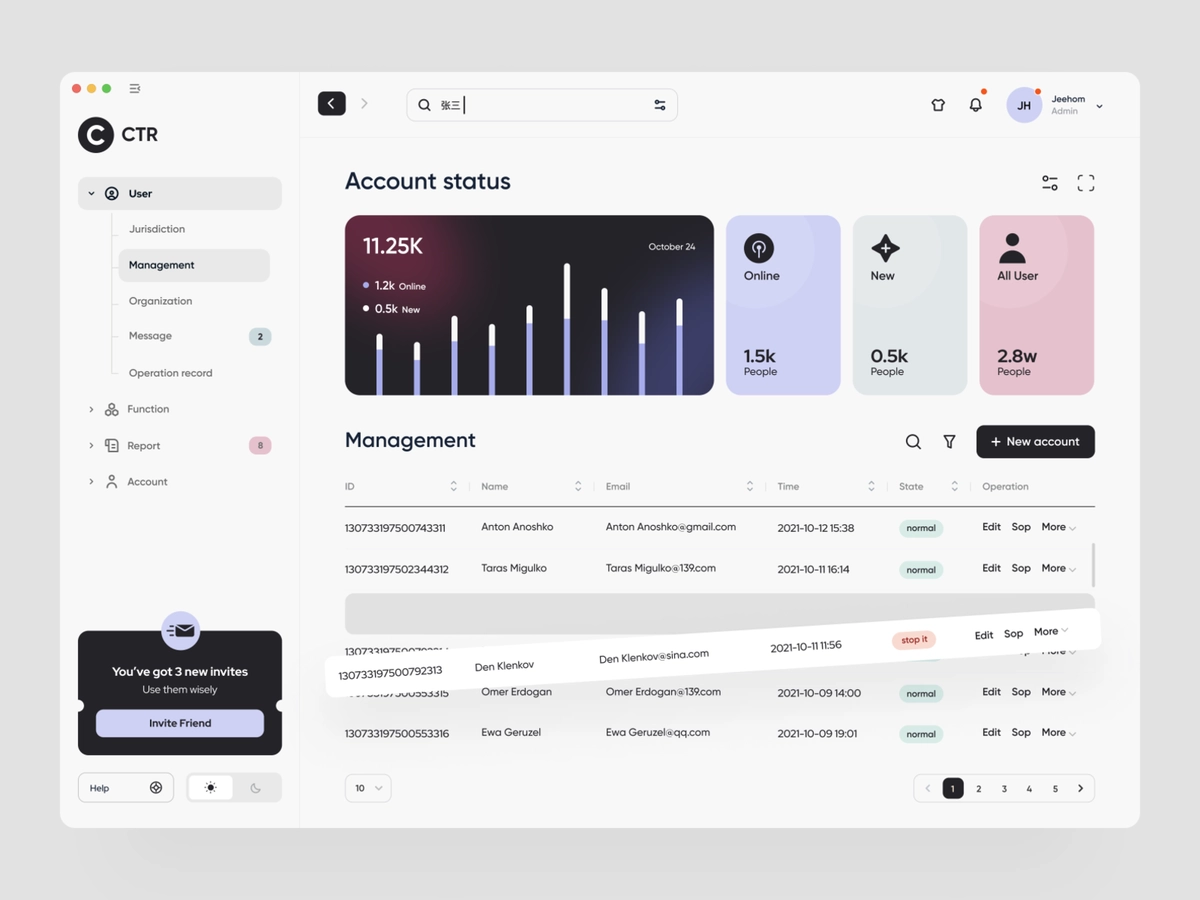 张三
JH
Jeehom
Admin
CTR
User
Jurisdiction
Management
Organization
Message 2
Operation record
Function
Report 8
Account
You've got 3 new invites
Use them wisely
Invite Friend
Help
Account status
11.25K
October 24
1.2k Online
0.5k New
Online
1.5k
People
New
0.5k
People
All User
2.8w
People
Management
+ New account
ID Name Email Time State Operation
130733197500743311 Anton Anoshko Anton Anoshko@gmail.com 2021-10-12 15:38 normal Edit Sop More
130733197502344312 Taras Migulko Taras Migulko@139.com 2021-10-11 16:14 normal Edit Sop More
130733197500792313 Den Klenkov Den Klenkov@sina.com 2021-10-11 11:56 stop it Edit Sop More
Omer Erdogan Omer Erdogan@139.com 2021-10-09 14:00 normal Edit Sop More
130733197500553316 Ewa Geruzel Ewa Geruzel@qq.com 2021-10-09 19:01 normal Edit Sop More
10
1 2 3 4 5